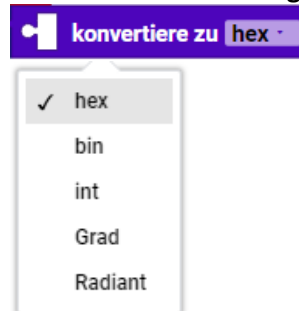 konvertiere zu hex
✓ hex
bin
int
Grad
Radiant